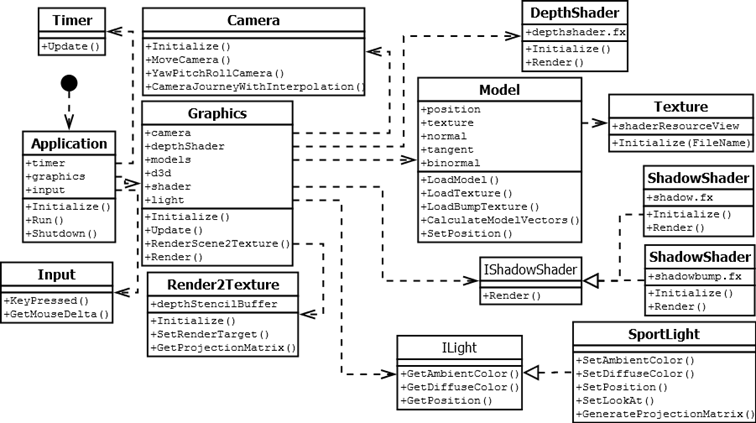 Timer
+Update()
Camera
+Initialize()
+MoveCamera()
+YawPitchRollCamera()
+CameraJourneyWithInterpolation()
DepthShader
+depthshader.fx
+Initialize()
+Render()
Application
+timer
+graphics
+input
+Initialize()
+Run()
+Shutdown()
Graphics
+camera
+depthShader
+models
+d3d
+shader
+light
+Initialize()
+Update()
+RenderScene2Texture()
+Render()
Model
+position
+texture
+normal
+tangent
+binormal
+LoadModel()
+LoadTexture()
+LoadBumpTexture()
+CalculateModelVectors()
+SetPosition()
Texture
+shaderResourceView
+Initialize(FileName)
ShadowShader
+shadow.fx
+Initialize()
+Render()
Input
+KeyPressed()
+GetMouseDelta()
Render2Texture
+depthStencilBuffer
+Initialize()
+SetRenderTarget()
+GetProjectionMatrix()
IShadowShader
+Render()
ShadowShader
+shadowbump.fx
+Initialize()
+Render()
ILight
+GetAmbientColor()
+GetDiffuseColor()
+GetPosition()
SportLight
+SetAmbientColor()
+SetDiffuseColor()
+SetPosition()
+SetLookAt()
+GenerateProjectionMatrix()